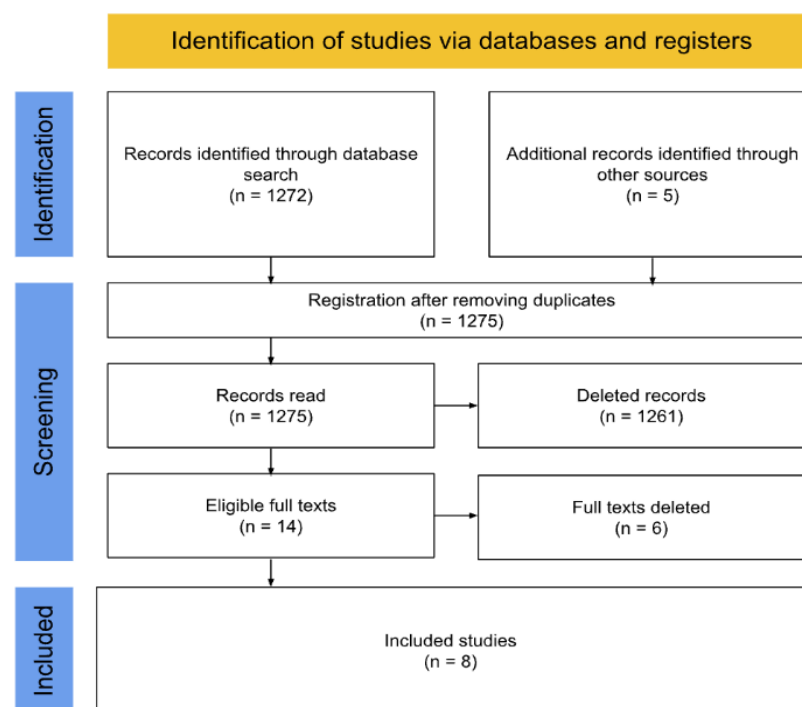 Identification of studies via databases and registers
Identification
Records identified through database
search
(n = 1272)
Additional records identified through
other sources
(n = 5)
Screening
Registration after removing duplicates
(n = 1275)
Records read
(n = 1275)
Deleted records
(n = 1261)
Eligible full texts
(n = 14)
Full texts deleted
(n = 6)
Included
Included studies
(n = 8)